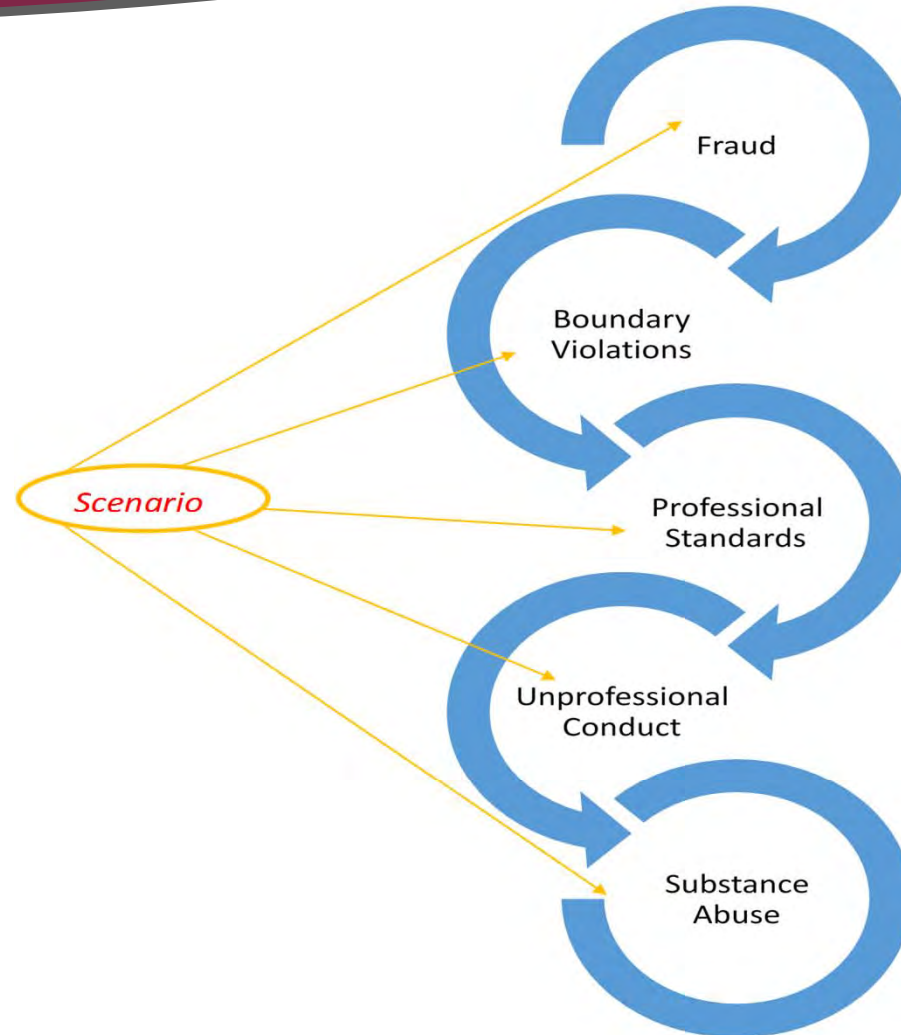 Fraud
Boundary
Violations
Scenario
Professional
Standards
Unprofessional
Conduct
Substance
Abuse